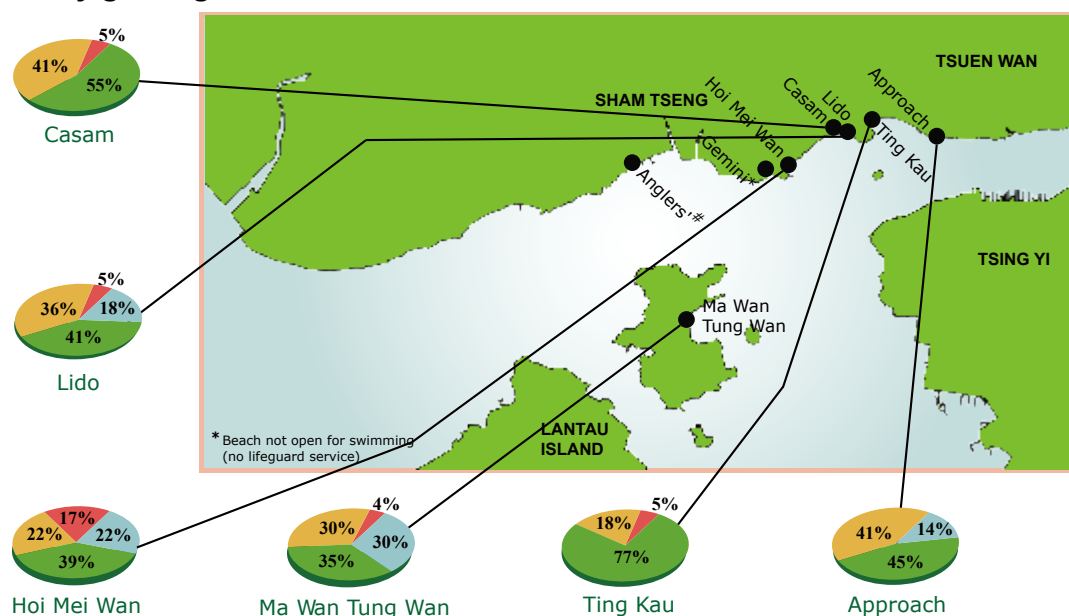 5%
41%
55%
Casam
TSUEN WAN
SHAM TSENG
Hoi Mei Wan
Casam
Lido
Approach
Ting Kau
Gemini*
Anglers'#
TSING YI
5%
36%
18%
41%
Lido
Ma Wan
Tung Wan
LANTAU
ISLAND
* Beach not open for swimming
(no lifeguard service)
17%
22%
22%
39%
Hoi Mei Wan
4%
30%
30%
35%
Ma Wan Tung Wan
5%
18%
77%
Ting Kau
41%
14%
45%
Approach